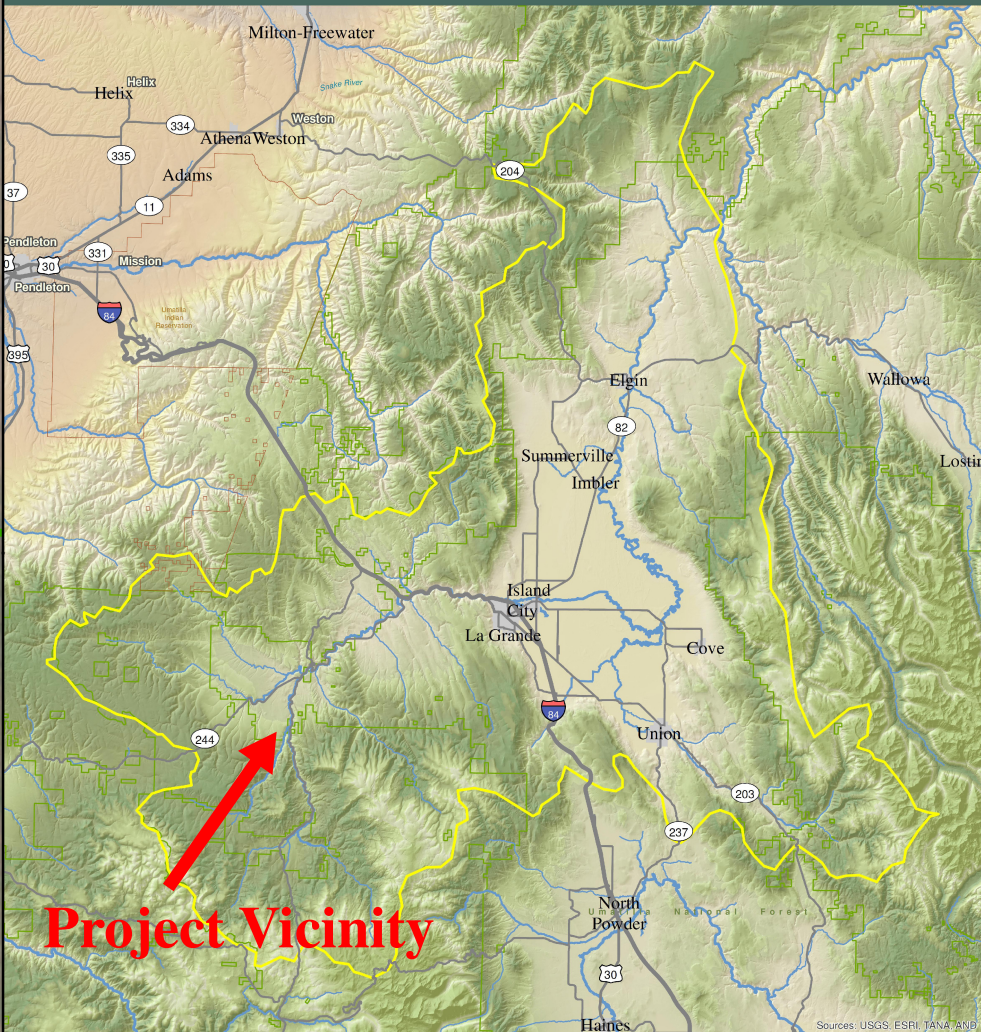 Milton-Freewater
Helix
Helix
Snake River
Weston
334
Athena
Weston
335
204
Adams
37
11
Pendleton
331
30
Mission
Pendleton
84
Umatilla
Indian
Reservation
395
Elgin
Wallowa
82
Summerville
Lostin
Imbler
Island
City
La Grande
Cove
84
Union
244
203
237
Project Vicinity
North
Powder
Umatilla National Forest
30
Haines
Sources: USGS, ESRI, TANA, AND